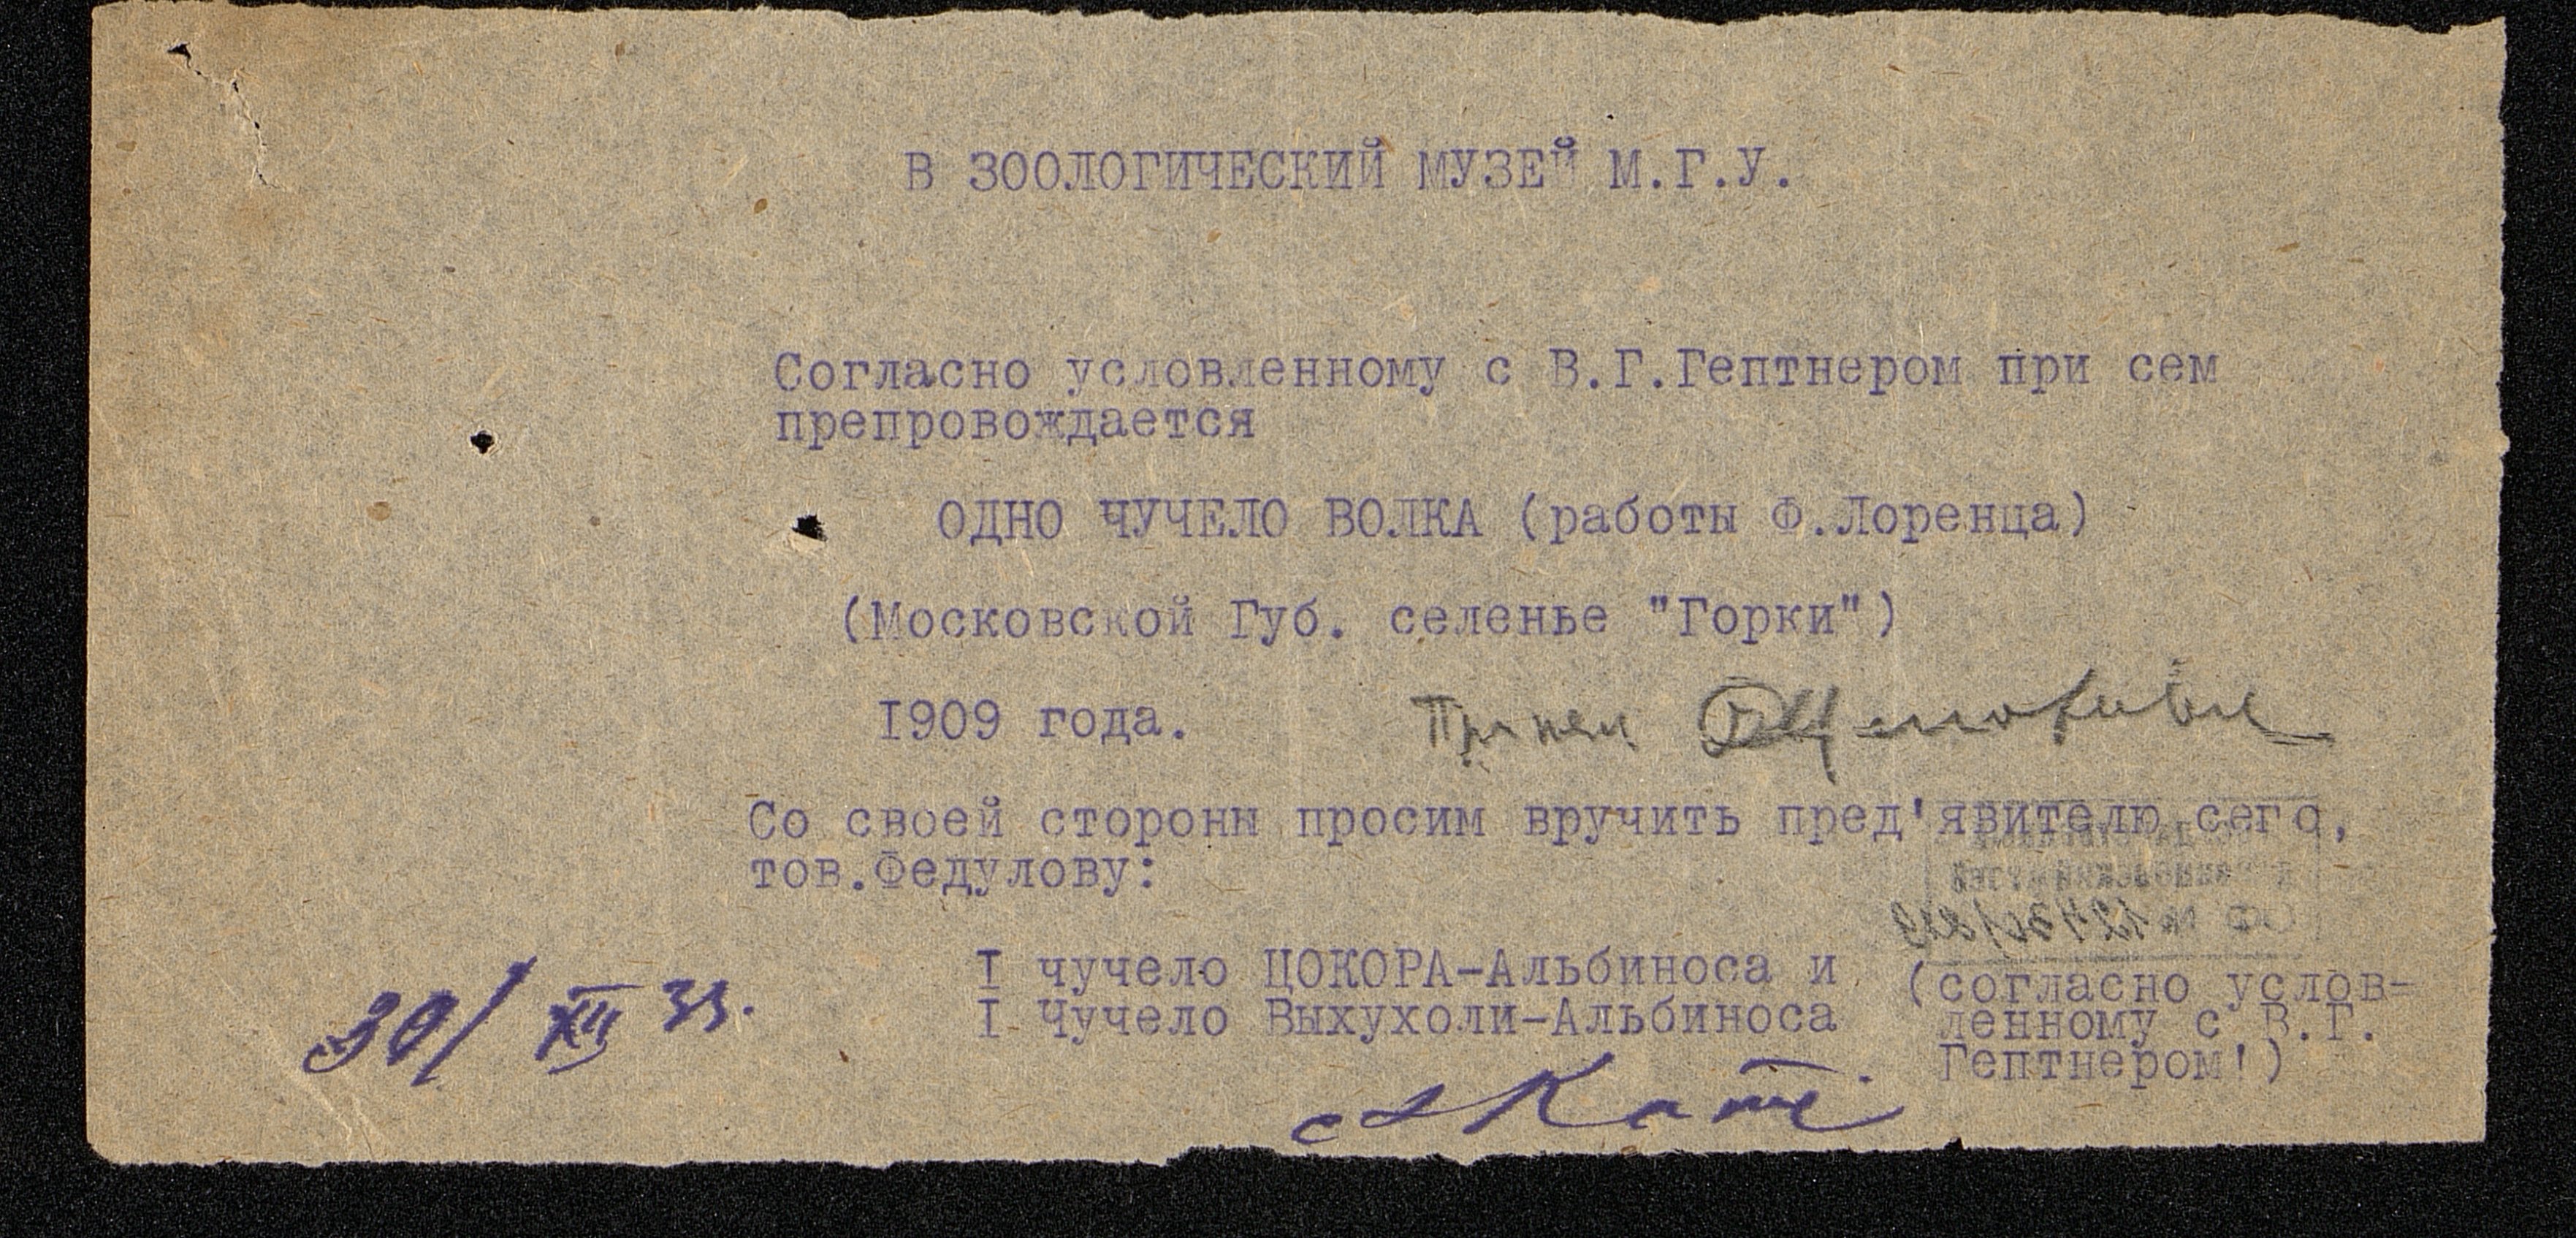 В ЗООЛОГИЧЕСКИЙ МУЗЕЙ М.Г.У.
Согласно условленному с В.Г.Гептнером при сем
препровождается
ОДНО ЧУЧЕЛО ВОЛКА (работы Ф.Лоренца)
(Московской Губ. селенье "Горки")
I909 года.
Принял
Со своей стороны просим вручить пред'явителю сего,
тов.Федулову:
I чучело ЦОКОРА-Альбиноса и
I Чучело Выхухоли-Альбиноса
(согласно услов-
ленному с В.Г.
Гептнером!)
30/XII 33.